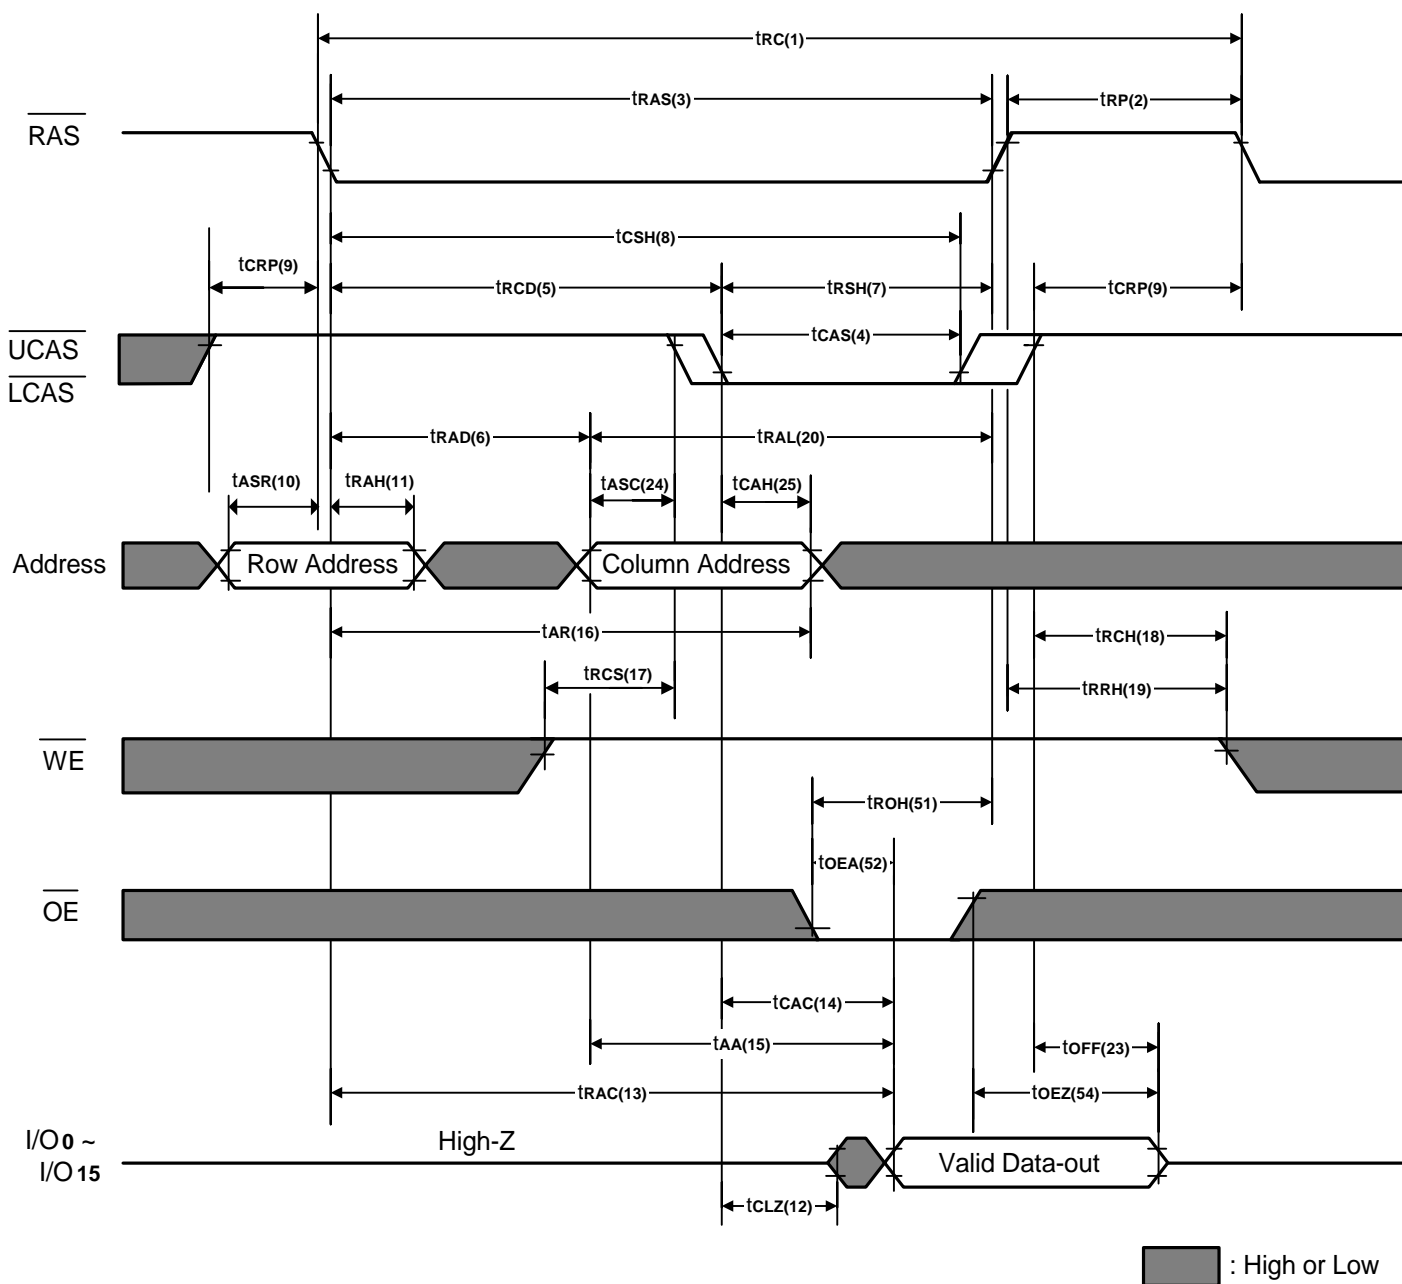 tRC(1)
tRAS(3)
tRP(2)
RAS
tCSH(8)
tCRP(9)
tRCD(5)
tRSH(7)
tCRP(9)
UCAS
tCAS(4)
LCAS
tRAD(6)
tRAL(20)
tASR(10)
tRAH(11)
tASC(24)
tCAH(25)
Address
Row Address
Column Address
tAR(16)
tRCH(18)
tRCS(17)
tRRH(19)
WE
tROH(51)
tOEA(52)
OE
tCAC(14)
tAA(15)
tOFF(23)
tRAC(13)
tOEZ(54)
I/O0 ~
I/O15
High-Z
Valid Data-out
tCLZ(12)
: High or Low